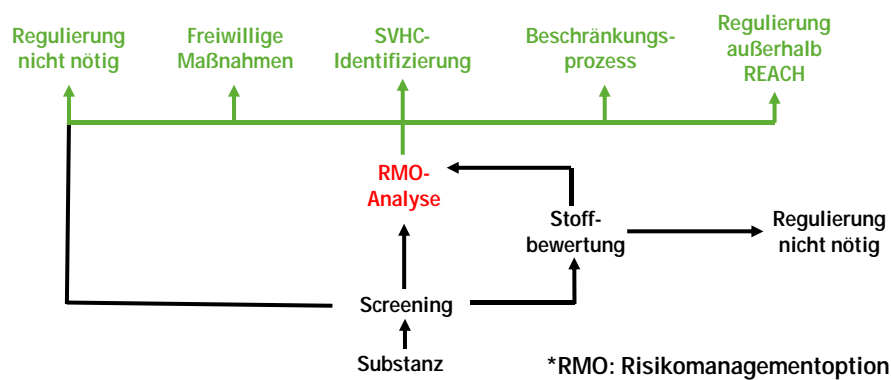 Regulierung
nicht nötig
Freiwillige
Maßnahmen
SVHC-
Identifizierung
Beschränkungs-
prozess
Regulierung
außerhalb
REACH
RMO-
Analyse
Stoff-
bewertung
Regulierung
nicht nötig
Screening
Substanz
*RMO: Risikomanagementoption